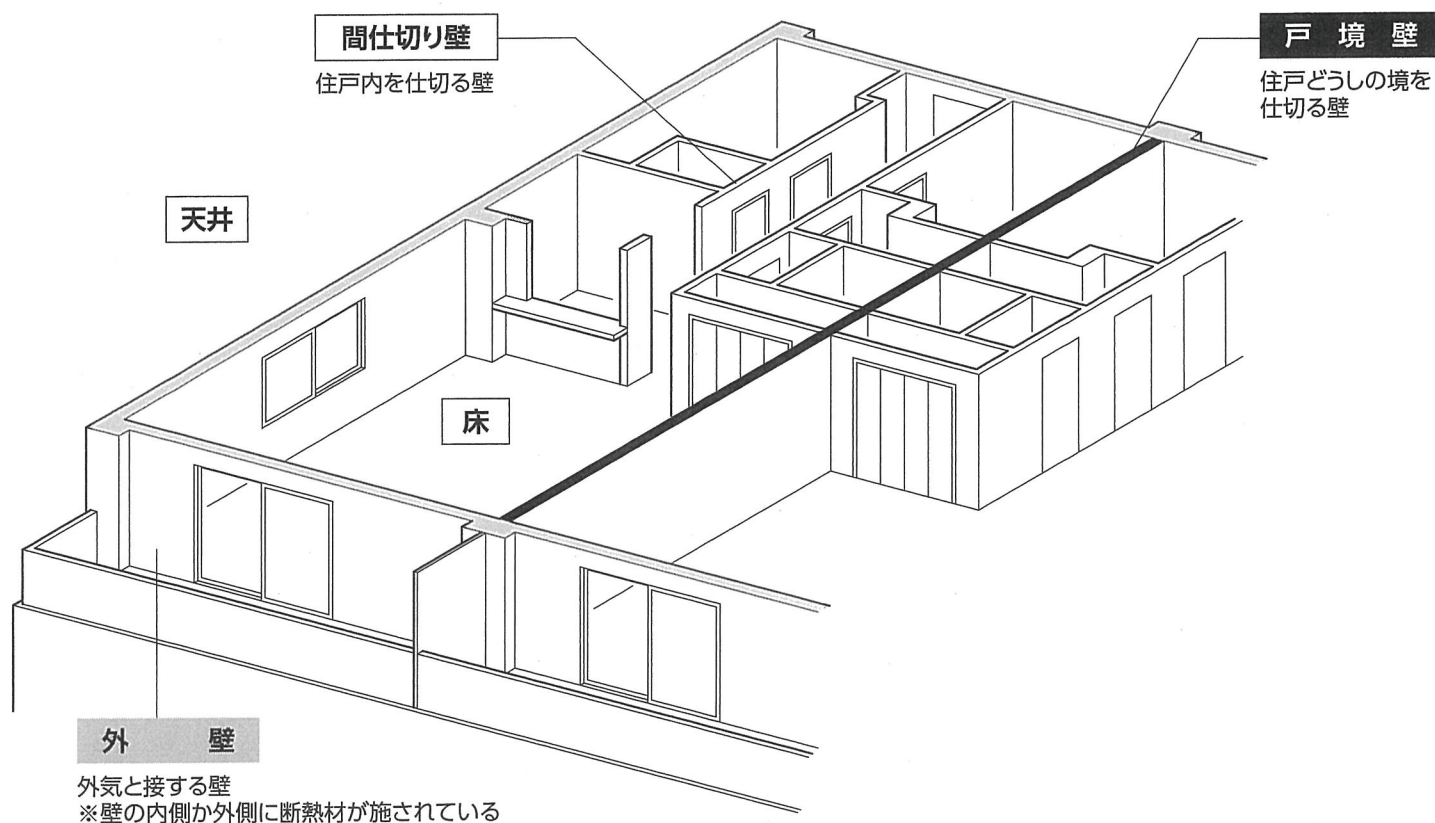 間仕切り壁
住戸内を仕切る壁
戸境壁
住戸どうしの境を
仕切る壁
天井
床
外壁
外気と接する壁
※壁の内側か外側に断熱材が施されている